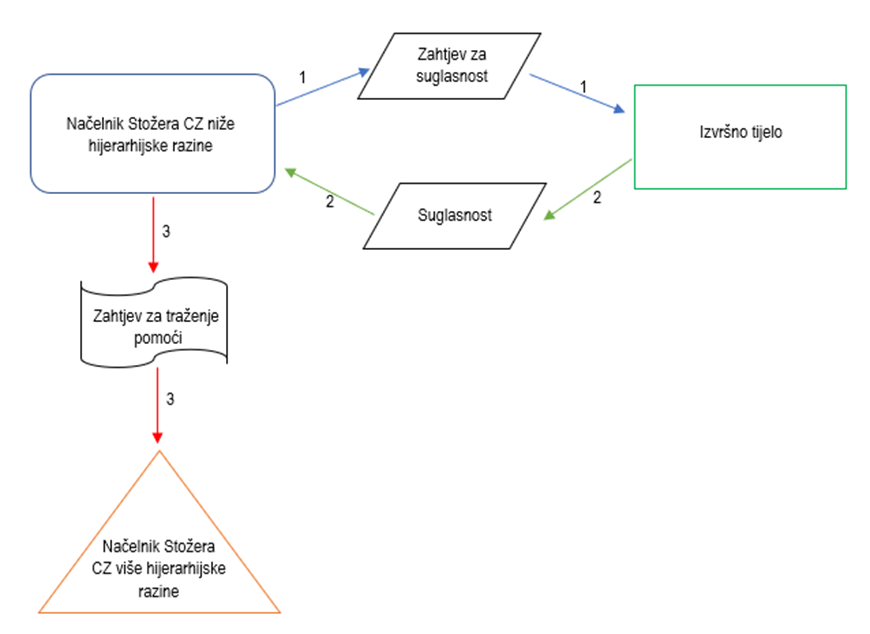 Zahtjev za
suglasnost
1
1
Načelnik Stožera CZ niže
hijerarhijske razine
Izvršno tijelo
2
Suglasnost
2
3
Zahtjev za traženje
pomoći
3
Načelnik Stožera
CZ više hijerarhijske
razine